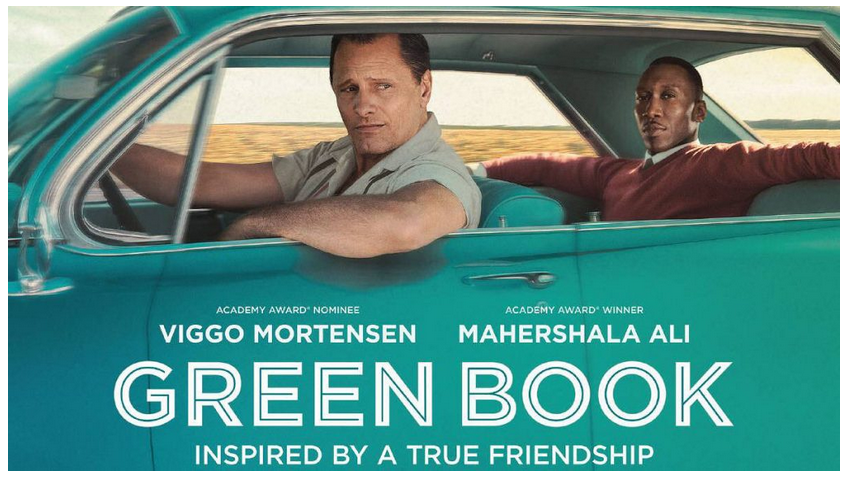 ACADEMY AWARD® NOMINEE ACADEMY AWARD® WINNER
VIGGO MORTENSEN MAHERSHALA ALI
GREEN BOOK
INSPIRED BY A TRUE FRIENDSHIP